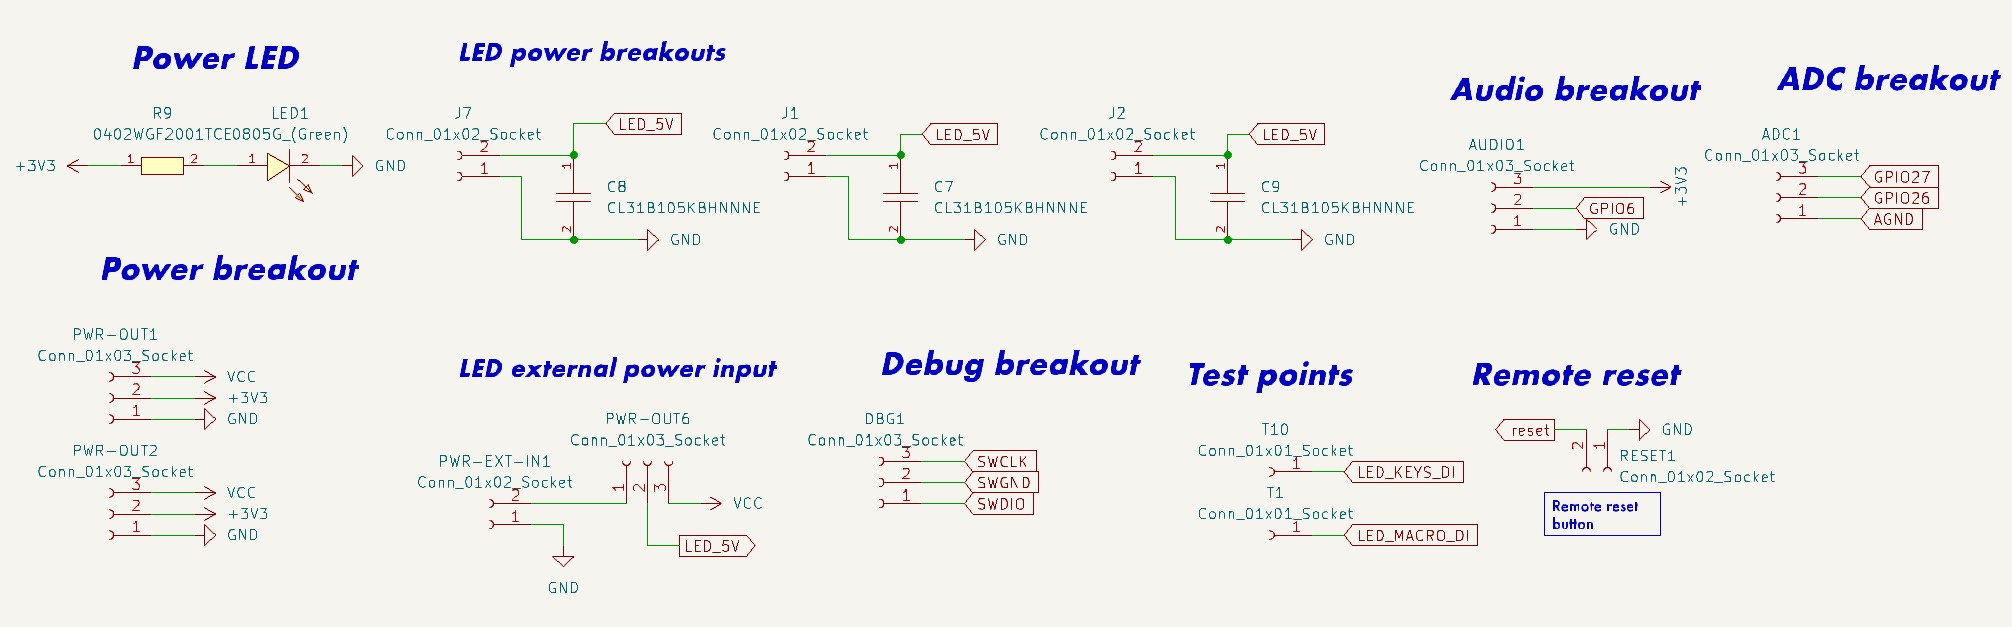 Power LED
R9
0402WGF2001TCE
LED1
0805G_(Green)
+3V3
1
2
1
2
GND
LED power breakouts
J7
Conn_01x02_Socket
2
1
LED_5V
1
C8
CL31B105KBHNNNE
2
GND
J1
Conn_01x02_Socket
2
1
LED_5V
1
C7
CL31B105KBHNNNE
2
GND
J2
Conn_01x02_Socket
2
1
LED_5V
1
C9
CL31B105KBHNNNE
2
GND
Audio breakout
AUDIO1
Conn_01x03_Socket
3
+3V3
2
GPIO6
1
GND
ADC breakout
ADC1
Conn_01x03_Socket
3
GPIO27
2
GPIO26
1
AGND
Power breakout
PWR-OUT1
Conn_01x03_Socket
3
VCC
2
+3V3
1
GND
PWR-OUT2
Conn_01x03_Socket
3
VCC
2
+3V3
1
GND
LED external power input
PWR-OUT6
Conn_01x03_Socket
PWR-EXT-IN1
Conn_01x02_Socket
2
1
1
2
3
VCC
LED_5V
GND
Debug breakout
DBG1
Conn_01x03_Socket
3
SWCLK
2
SWGND
1
SWDIO
Test points
T10
Conn_01x01_Socket
1
LED_KEYS_DI
T1
Conn_01x01_Socket
1
LED_MACRO_DI
Remote reset
reset
2
1
GND
RESET1
Conn_01x02_Socket
Remote reset
button